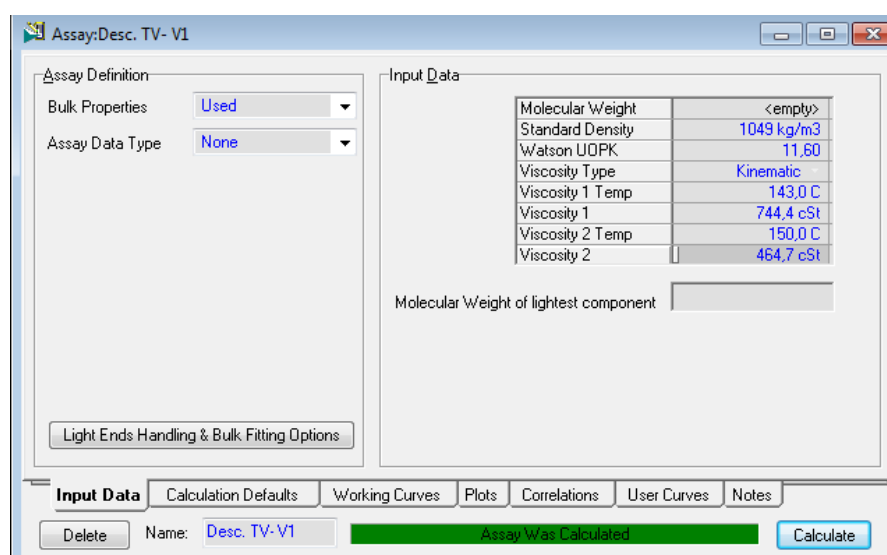 Assay:Desc. TV- V1
Assay Definition
Bulk Properties Used
Assay Data Type None
Light Ends Handling & Bulk Fitting Options
Input Data
Molecular Weight <empty>
Standard Density 1049 kg/m3
Watson UOPK 11,60
Viscosity Type Kinematic
Viscosity 1 Temp 143,0 C
Viscosity 1 744,4 cSt
Viscosity 2 Temp 150,0 C
Viscosity 2 464,7 cSt
Molecular Weight of lightest component
Input Data Calculation Defaults Working Curves Plots Correlations User Curves Notes
Delete Name: Desc. TV- V1 Assay Was Calculated Calculate